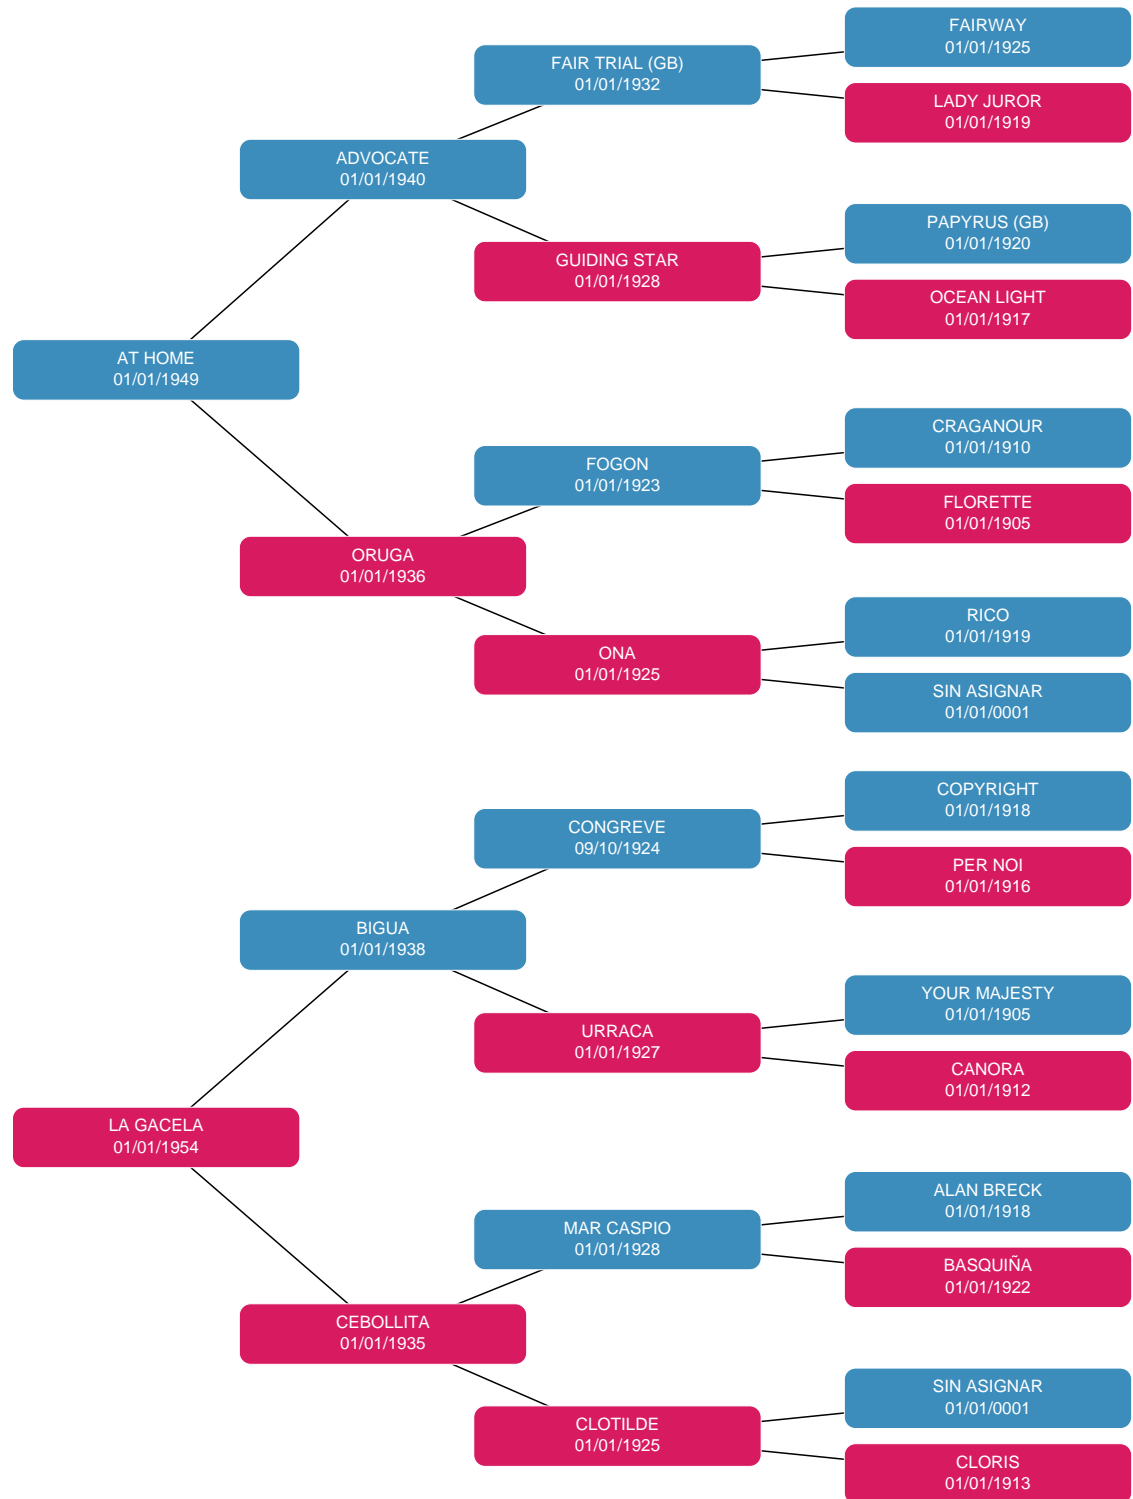 FAIRWAY
01/01/1925
FAIR TRIAL (GB)
01/01/1932
LADY JUROR
01/01/1919
ADVOCATE
01/01/1940
PAPYRUS (GB)
01/01/1920
GUIDING STAR
01/01/1928
OCEAN LIGHT
01/01/1917
AT HOME
01/01/1949
CRAGANOUR
01/01/1910
FOGON
01/01/1923
FLORETTE
01/01/1905
ORUGA
01/01/1936
RICO
01/01/1919
ONA
01/01/1925
SIN ASIGNAR
01/01/0001
COPYRIGHT
01/01/1918
CONGREVE
09/10/1924
PER NOI
01/01/1916
BIGUA
01/01/1938
YOUR MAJESTY
01/01/1905
URRACA
01/01/1927
CANORA
01/01/1912
LA GACELA
01/01/1954
ALAN BRECK
01/01/1918
MAR CASPIO
01/01/1928
BASQUIÑA
01/01/1922
CEBOLLITA
01/01/1935
SIN ASIGNAR
01/01/0001
CLOTILDE
01/01/1925
CLORIS
01/01/1913